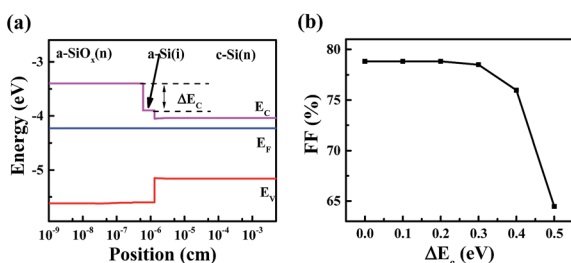 (a)
a-SiOx(n) a-Si(i) c-Si(n)
-3
-4
-5
Energy (eV)
ΔEC
EC
EF
EV
10-9 10-8 10-7 10-6 10-5 10-4 10-3
Position (cm)
(b)
80
75
70
65
FF (%)
0.0 0.1 0.2 0.3 0.4 0.5
ΔEc (eV)